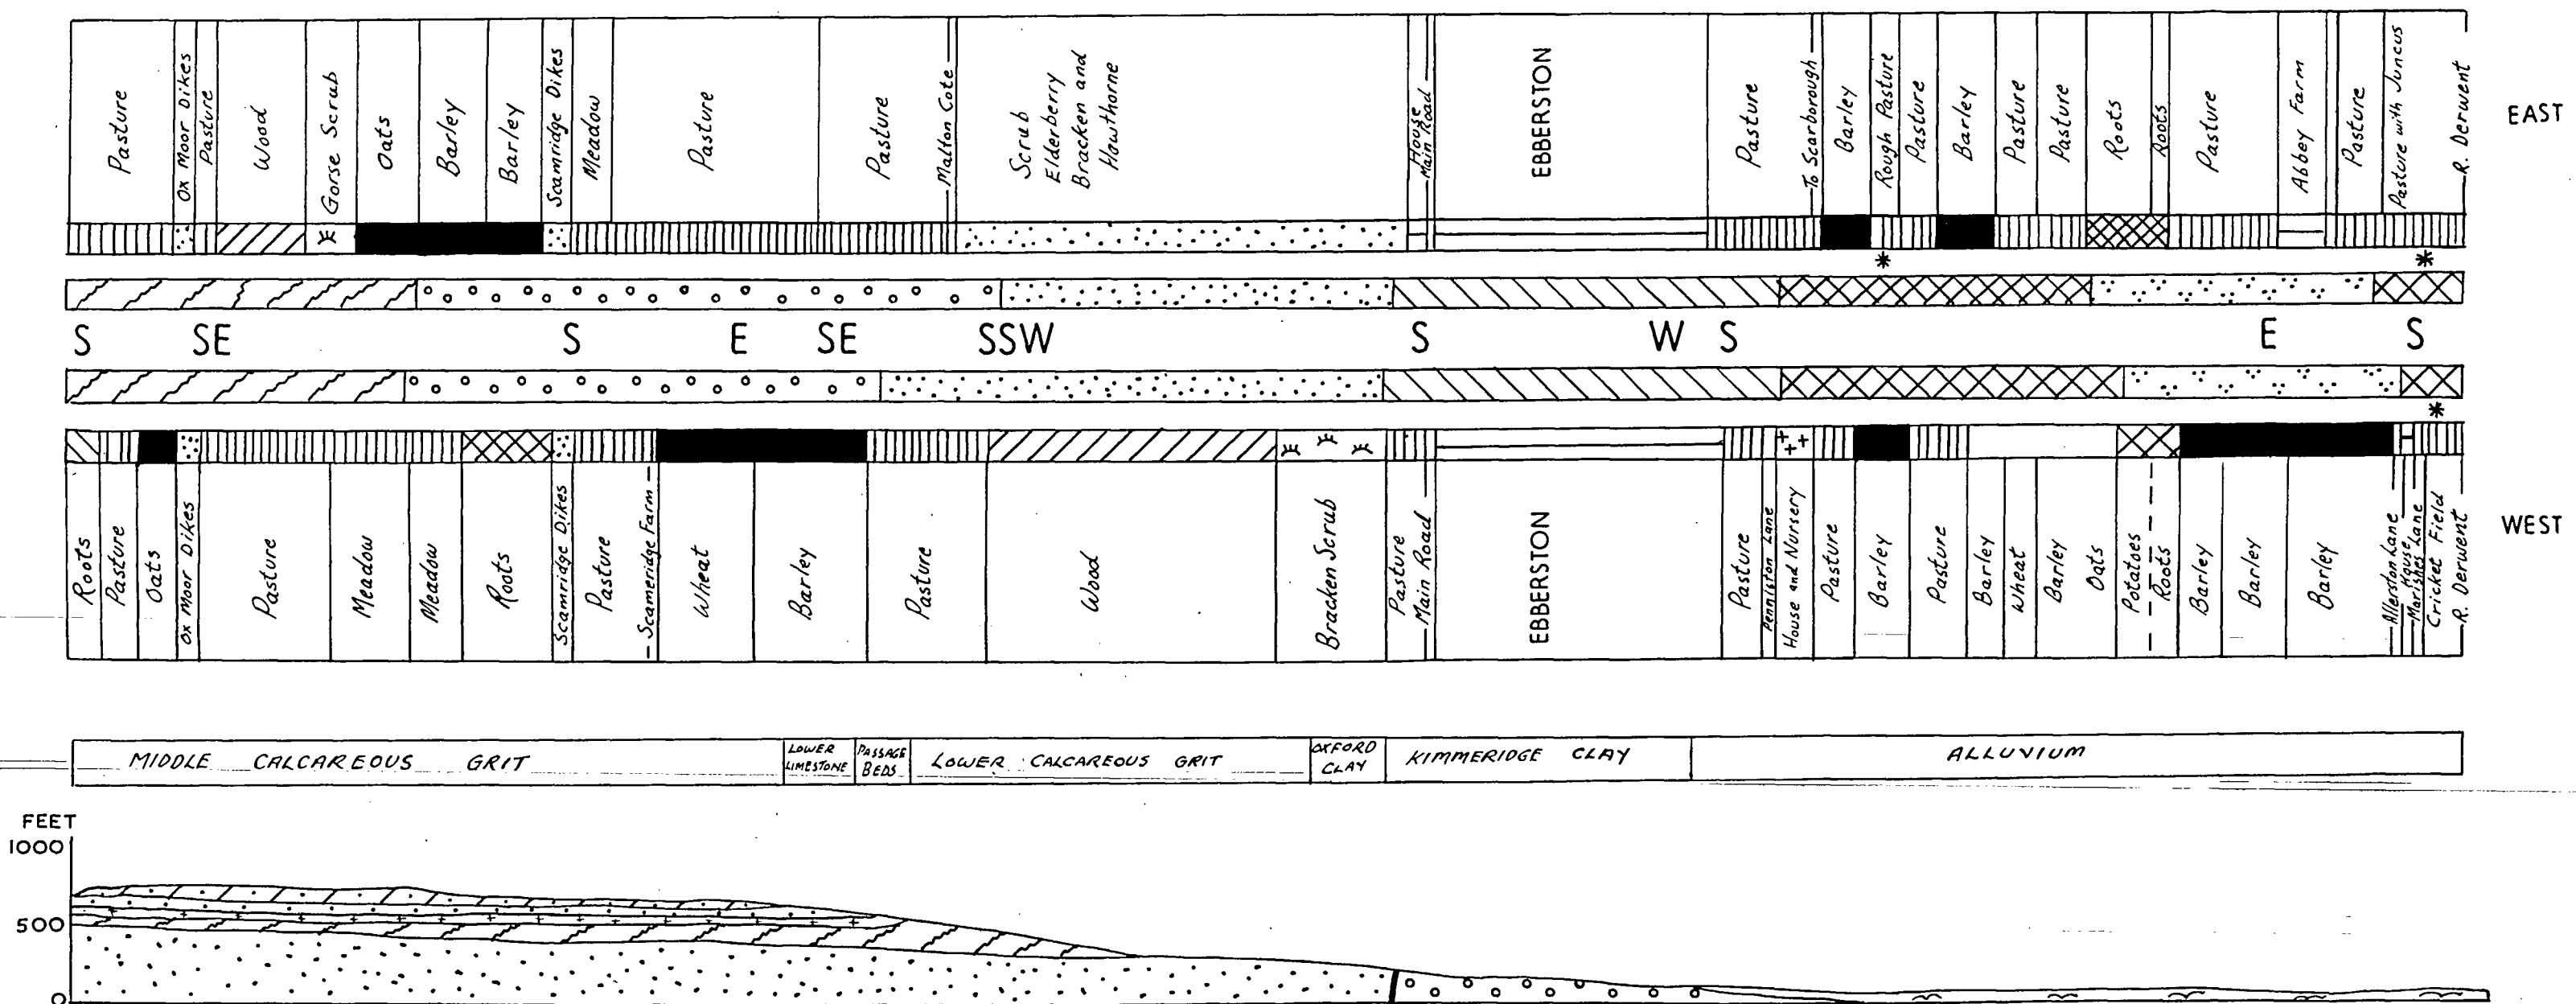 Pasture
Ox Moor Dikes
Pasture
Wood
Gorse Scrub
Oats
Barley
Barley
Scamridge Dikes
Meadow
Pasture
Pasture
Malton Cote
Scrub
Elderberry
Bracken and
Hawthorne
House
Main Road
EBBERSTON
Pasture
To Scarborough
Barley
Rough Pasture
Pasture
Barley
Pasture
Pasture
Roots
Roots
Pasture
Abbey Farm
Pasture
Pasture with Juncus
R. Derwent
EAST
S SE S E SE SSW S W S E S
Roots
Pasture
Oats
Ox Moor Dikes
Pasture
Meadow
Meadow
Roots
Scamridge Dikes
Pasture
Scameridge Farm
Wheat
Barley
Pasture
Wood
Bracken Scrub
Pasture
Main Road
EBBERSTON
Pasture
Penniston Lane
House and Nursery
Pasture
Barley
Pasture
Barley
Wheat
Barley
Oats
Potatoes
Roots
Barley
Barley
Barley
Allerston Lane
House
Marishes Lane
Cricket Field
R. Derwent
WEST
MIDDLE CALCAREOUS GRIT
LOWER
LIMESTONE
PASSAGE
BEDS
LOWER CALCAREOUS GRIT
OXFORD
CLAY
KIMMERIDGE CLAY
ALLUVIUM
FEET
1000
500
0